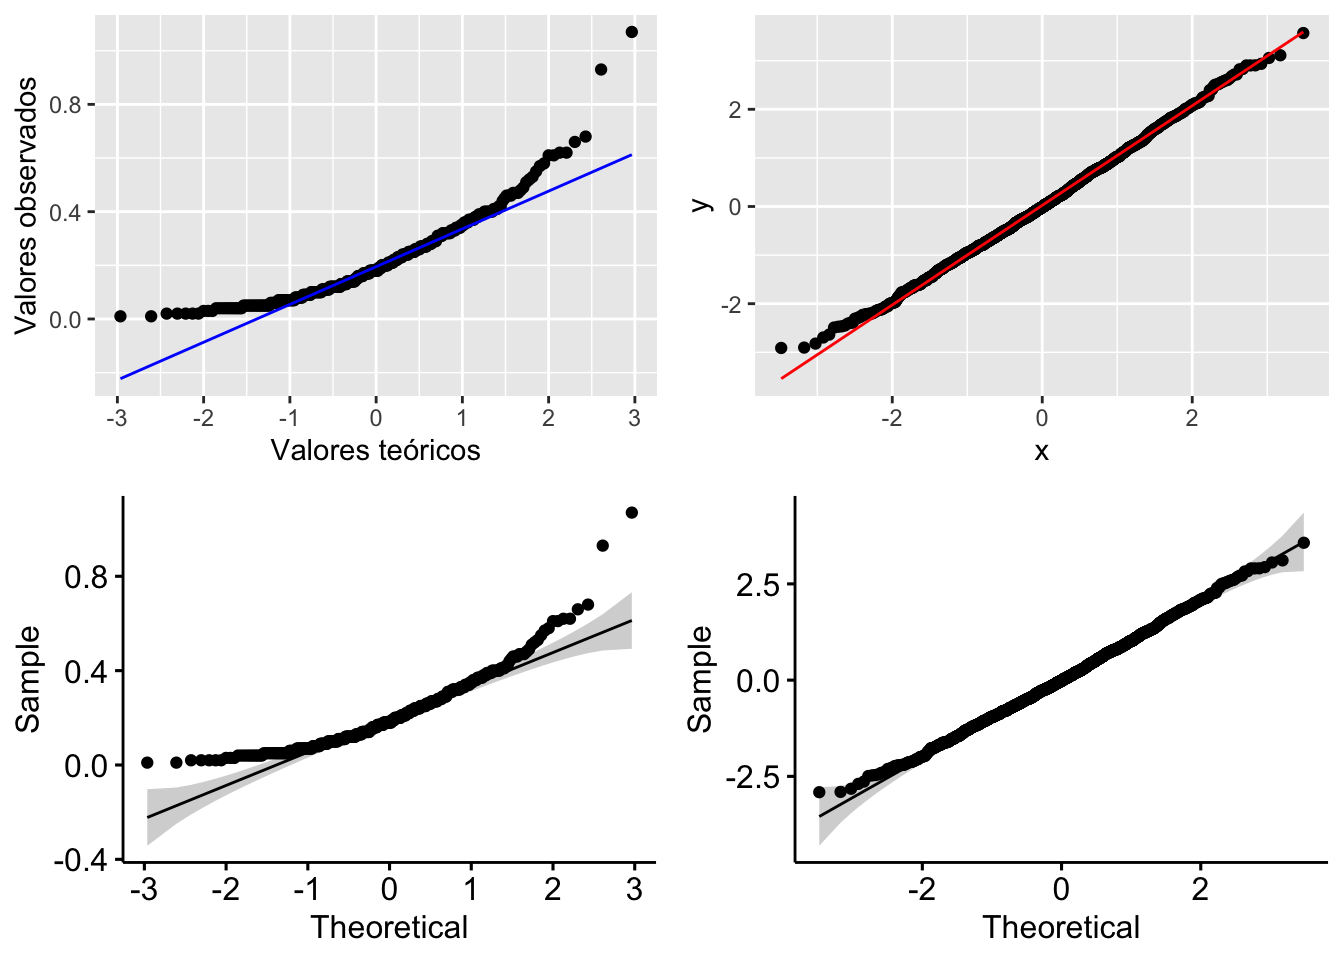 Valores observados
0.8
0.4
0.0
-3 -2 -1 0 1 2 3
Valores teóricos
y
2
0
-2
-2 0 2
x
Sample
0.8
0.4
0.0
-0.4
-3 -2 -1 0 1 2 3
Theoretical
Sample
2.5
0.0
-2.5
-2 0 2
Theoretical